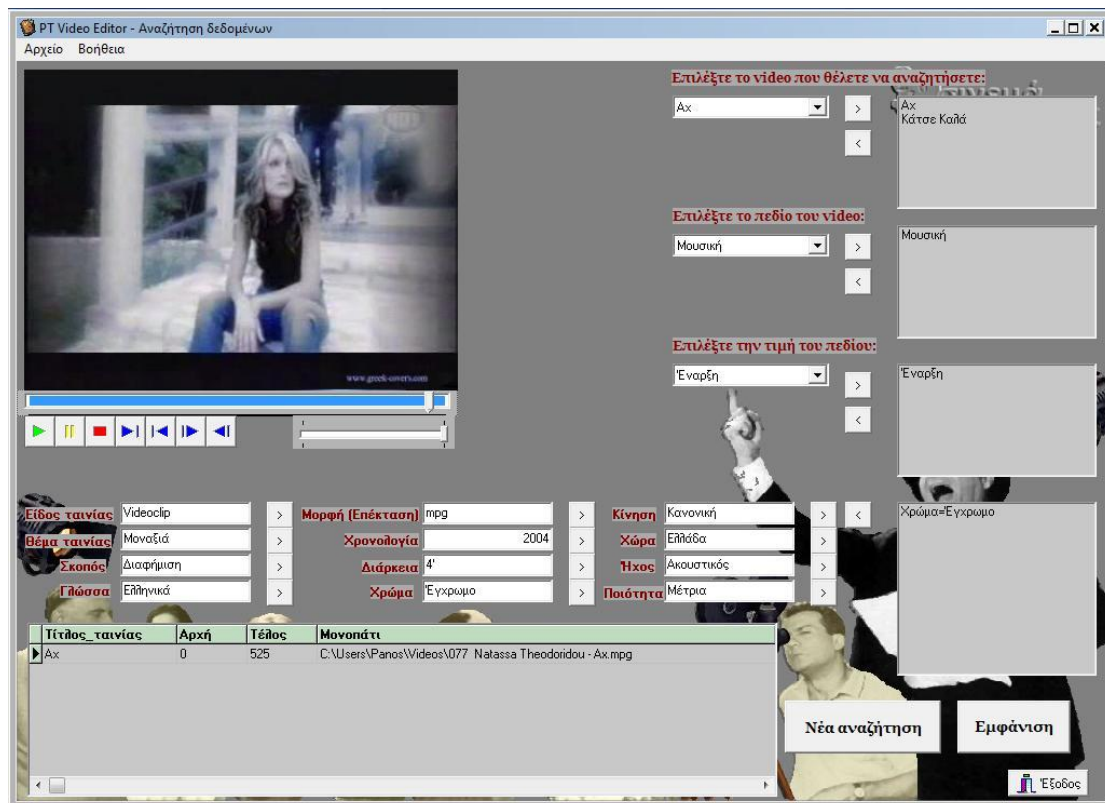 PT Video Editor - Αναζήτηση δεδομένων
Αρχείο Βοήθεια
Επιλέξτε το video που θέλετε να αναζητήσετε:
Αχ
>
<
Αχ
Κάτσε Καλά
Επιλέξτε το πεδίο του video:
Μουσική
>
<
Μουσική
Επιλέξτε την τιμή του πεδίου:
Έναρξη
>
<
Έναρξη
www.greek-covers.com
Είδος ταινίας Videoclip > Μορφή (Επέκταση) mpg > Κίνηση Κανονική > <
Θέμα ταινίας Μοναξιά > Χρονολογία 2004 > Χώρα Ελλάδα >
Σκοπός Διαφήμιση > Διάρκεια 4' > Ήχος Ακουστικός >
Γλώσσα Ελληνικά > Χρώμα Έγχρωμο > Ποιότητα Μέτρια >
Χρώμα=Έγχρωμο
Τίτλος_ταινίας Αρχή Τέλος Μονοπάτι
Αχ 0 525 C:\Users\Panos\Videos\077 Natassa Theodoridou - Ax.mpg
Νέα αναζήτηση Εμφάνιση
Έξοδος